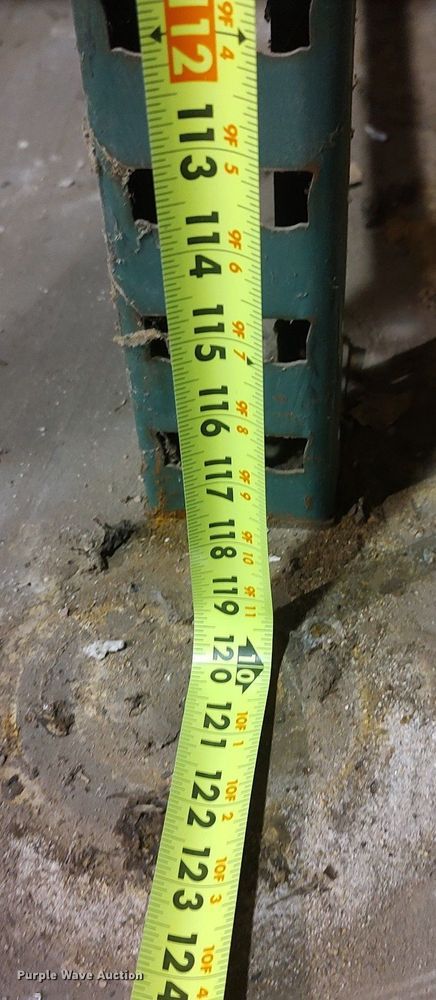 112 9F 4
113 9F 5
114 9F 6
115 9F 7
116 9F 8
117 9F 9
118 9F 10
119 9F 11
120 10
121 10F 1
122 10F 2
123 10F 3
124 10F 4
Purple Wave Auction